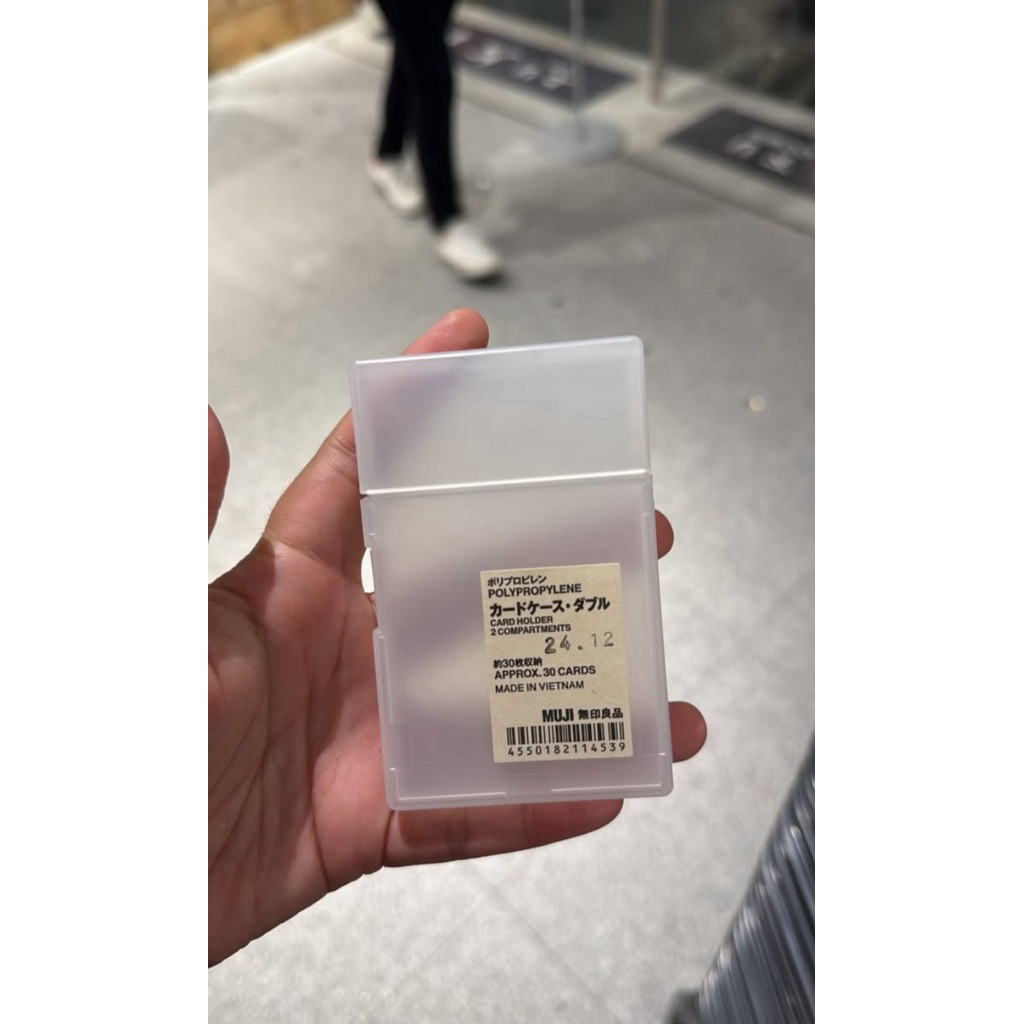 ポリプロピレン
POLYPROPYLENE
カードケース・ダブル
CARD HOLDER
2 COMPARTMENTS
24.12
約30枚収納
APPROX. 30 CARDS
MADE IN VIETNAM
MUJI 無印良品
4550182114539